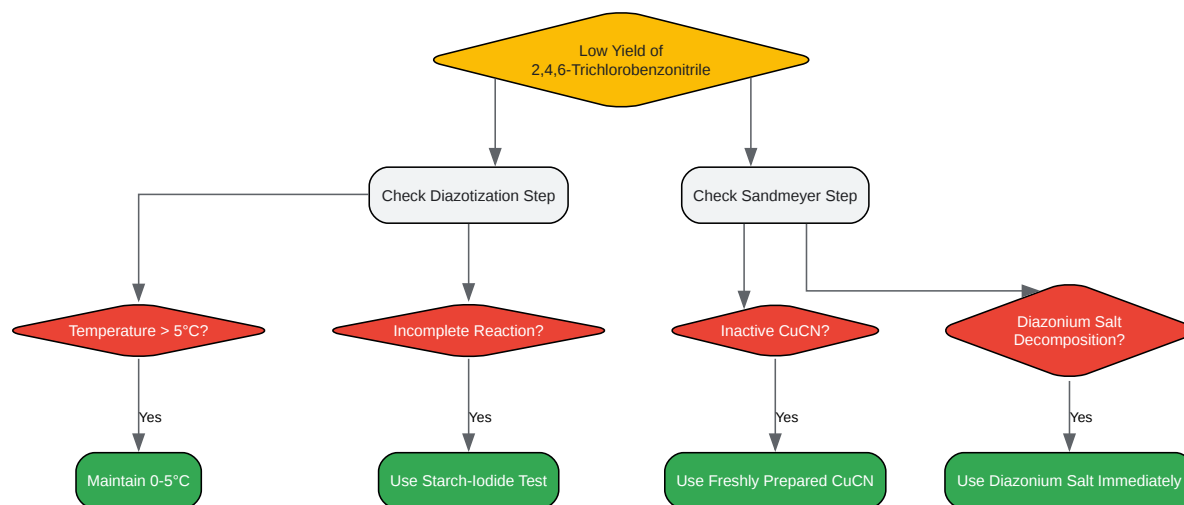 Low Yield of
2,4,6-Trichlorobenzonitrile
Check Diazotization Step
Check Sandmeyer Step
Temperature > 5°C?
Incomplete Reaction?
Inactive CuCN?
Diazonium Salt
Decomposition?
Yes
Yes
Yes
Yes
Maintain 0-5°C
Use Starch-Iodide Test
Use Freshly Prepared CuCN
Use Diazonium Salt Immediately